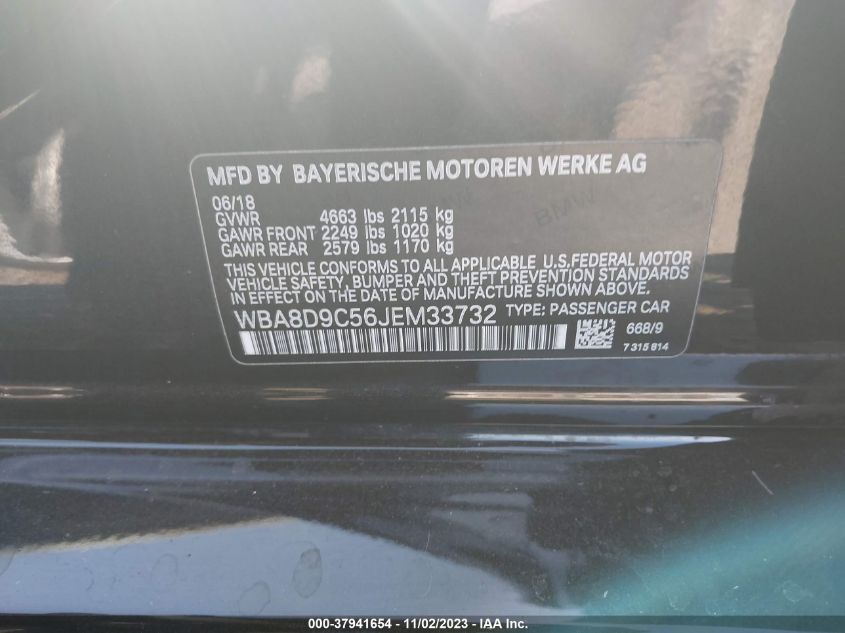 MFD BY BAYERISCHE MOTOREN WERKE AG
06/18
GVWR 4663 lbs 2115 kg
GAWR FRONT 2249 lbs 1020 kg
GAWR REAR 2579 lbs 1170 kg
THIS VEHICLE CONFORMS TO ALL APPLICABLE U.S.FEDERAL MOTOR
VEHICLE SAFETY, BUMPER AND THEFT PREVENTION STANDARDS
IN EFFECT ON THE DATE OF MANUFACTURE SHOWN ABOVE.
WBA8D9C56JEM33732 TYPE: PASSENGER CAR
668/9
7 315 814
BMW
000-37941654 - 11/02/2023 - IAA Inc.